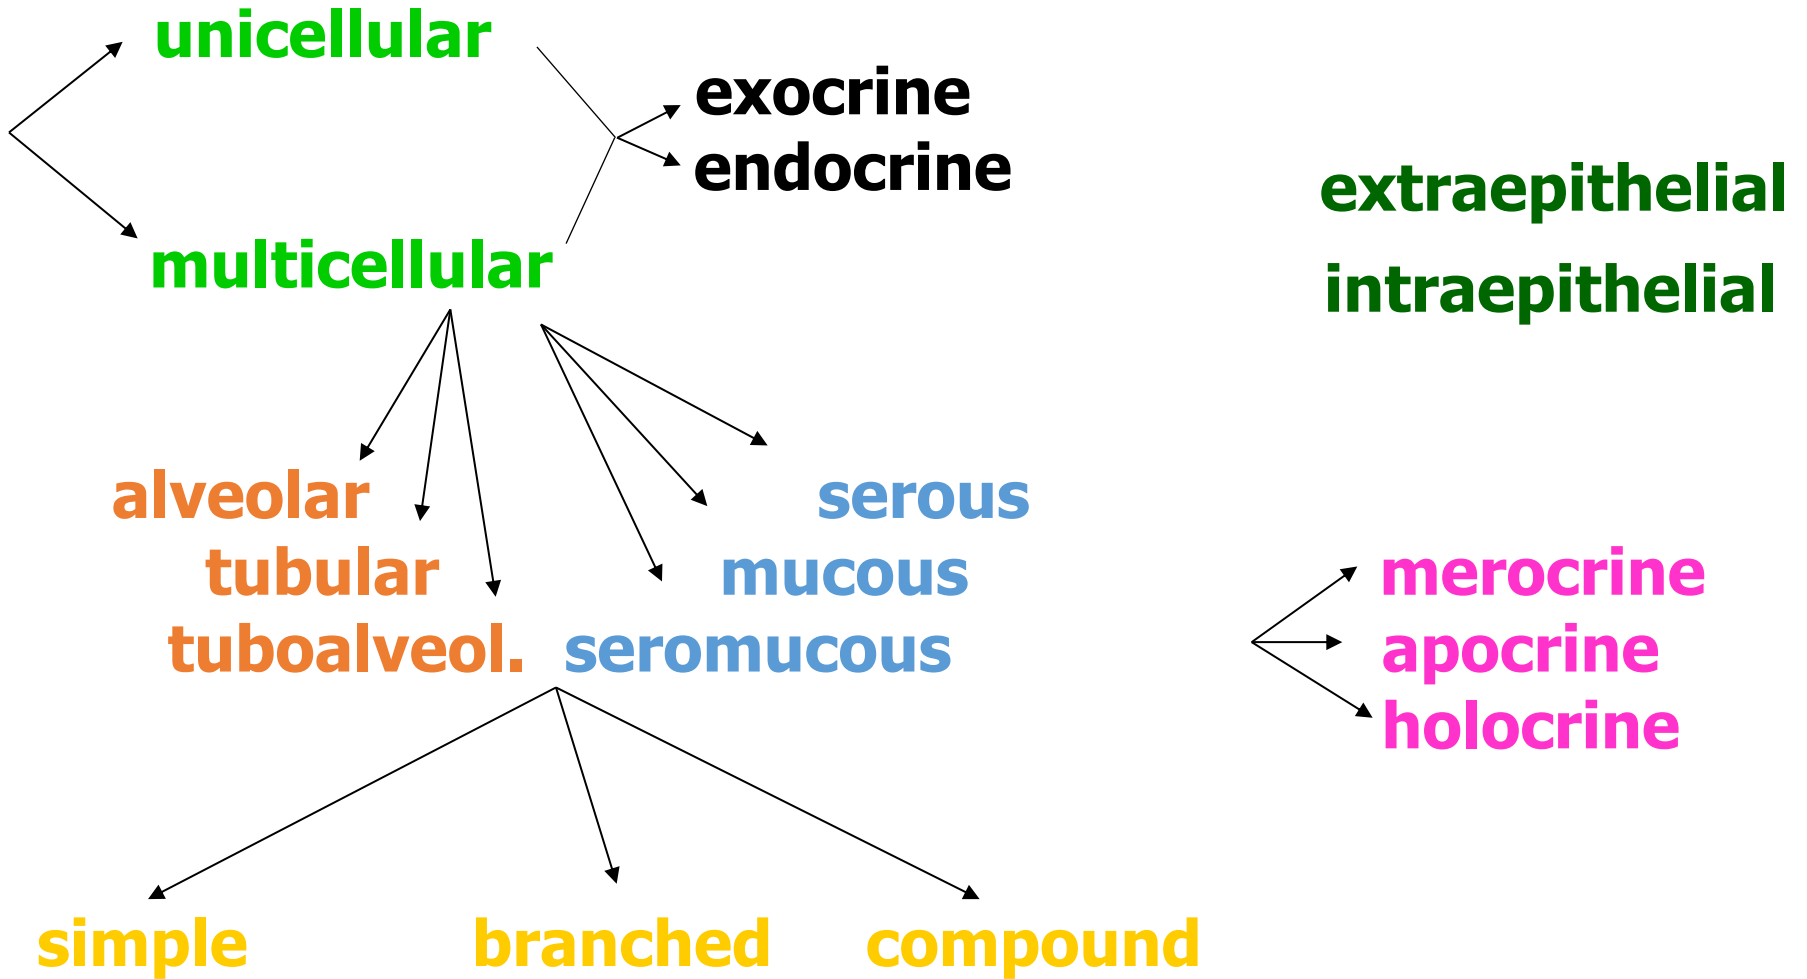 unicellular
exocrine
endocrine
extraepithelial
multicellular
intraepithelial
alveolar
serous
tubular
mucous
merocrine
tuboalveol.
seromucous
apocrine
holocrine
simple
branched
compound